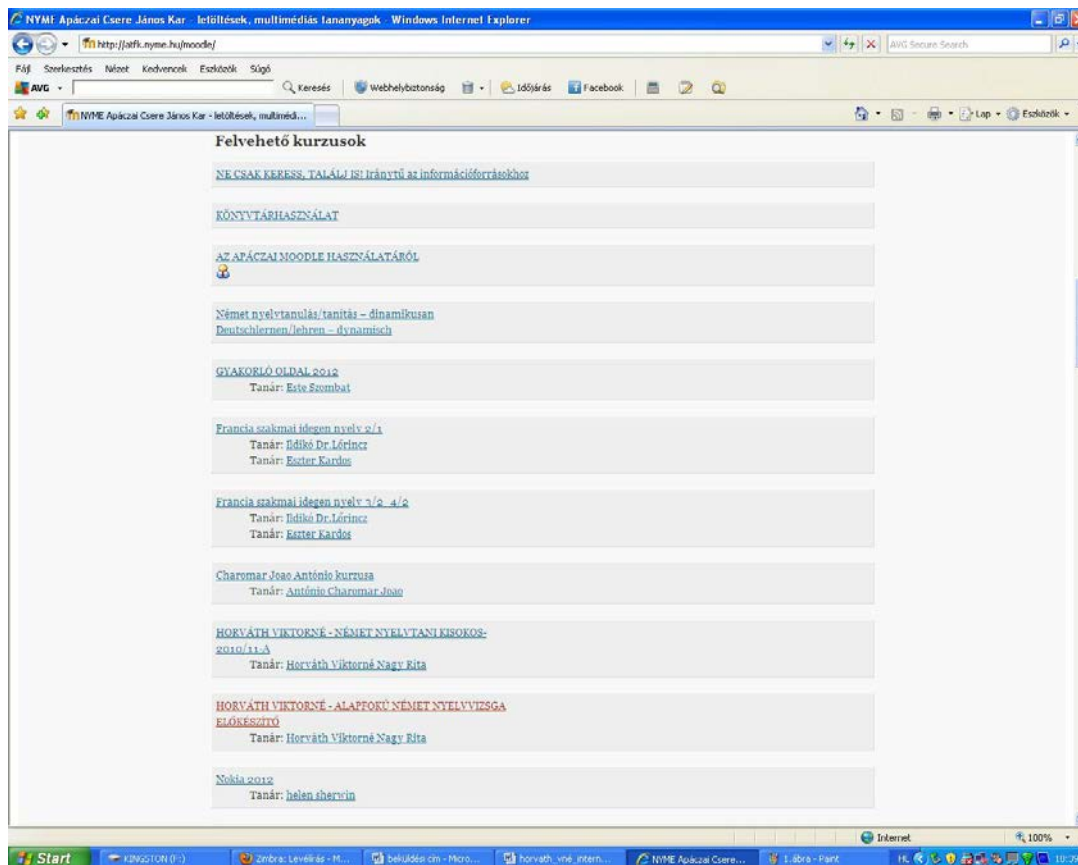 NYME Apáczai Csere János Kar - letöltések, multimédiás tananyagok - Windows Internet Explorer
http://atfk.nyme.hu/moodle/
AVG Secure Search
Fájl Szerkesztés Nézet Kedvencek Eszközök Súgó
AVG Keresés Webhelybiztonság Időjárás Facebook
NYME Apáczai Csere János Kar - letöltések, multimédi...
Lap Eszközök
Felvehető kurzusok
NE CSAK KERESS, TALÁLJ IS! Iránytű az információforrásokhoz
KÖNYVTÁRHASZNÁLAT
AZ APÁCZAI MOODLE HASZNÁLATÁRÓL
Német nyelvtanulás/tanítás – dinamikusan
Deutschlernen/lehren – dynamisch
GYAKORLÓ OLDAL 2012
Tanár: Este Szombat
Francia szakmai idegen nyelv 2/1
Tanár: Ildikó Dr.Lőrincz
Tanár: Eszter Kardos
Francia szakmai idegen nyelv 3/2 4/2
Tanár: Ildikó Dr.Lőrincz
Tanár: Eszter Kardos
Charomar Joao António kurzusa
Tanár: António Charomar Joao
HORVÁTH VIKTORNÉ - NÉMET NYELVTANI KISOKOS-
2010/11-A
Tanár: Horváth Viktorné Nagy Rita
HORVÁTH VIKTORNÉ - ALAPFOKÚ NÉMET NYELVVIZSGA
ELŐKÉSZÍTŐ
Tanár: Horváth Viktorné Nagy Rita
Nokia 2012
Tanár: helen sherwin
Internet 100%
Start KINGSTON (F:) Zimbra: Levélírás - M... beküldési cím - Micro... horvath_vné_intern... NYME Apáczai Csere... 1.ábra - Paint HU